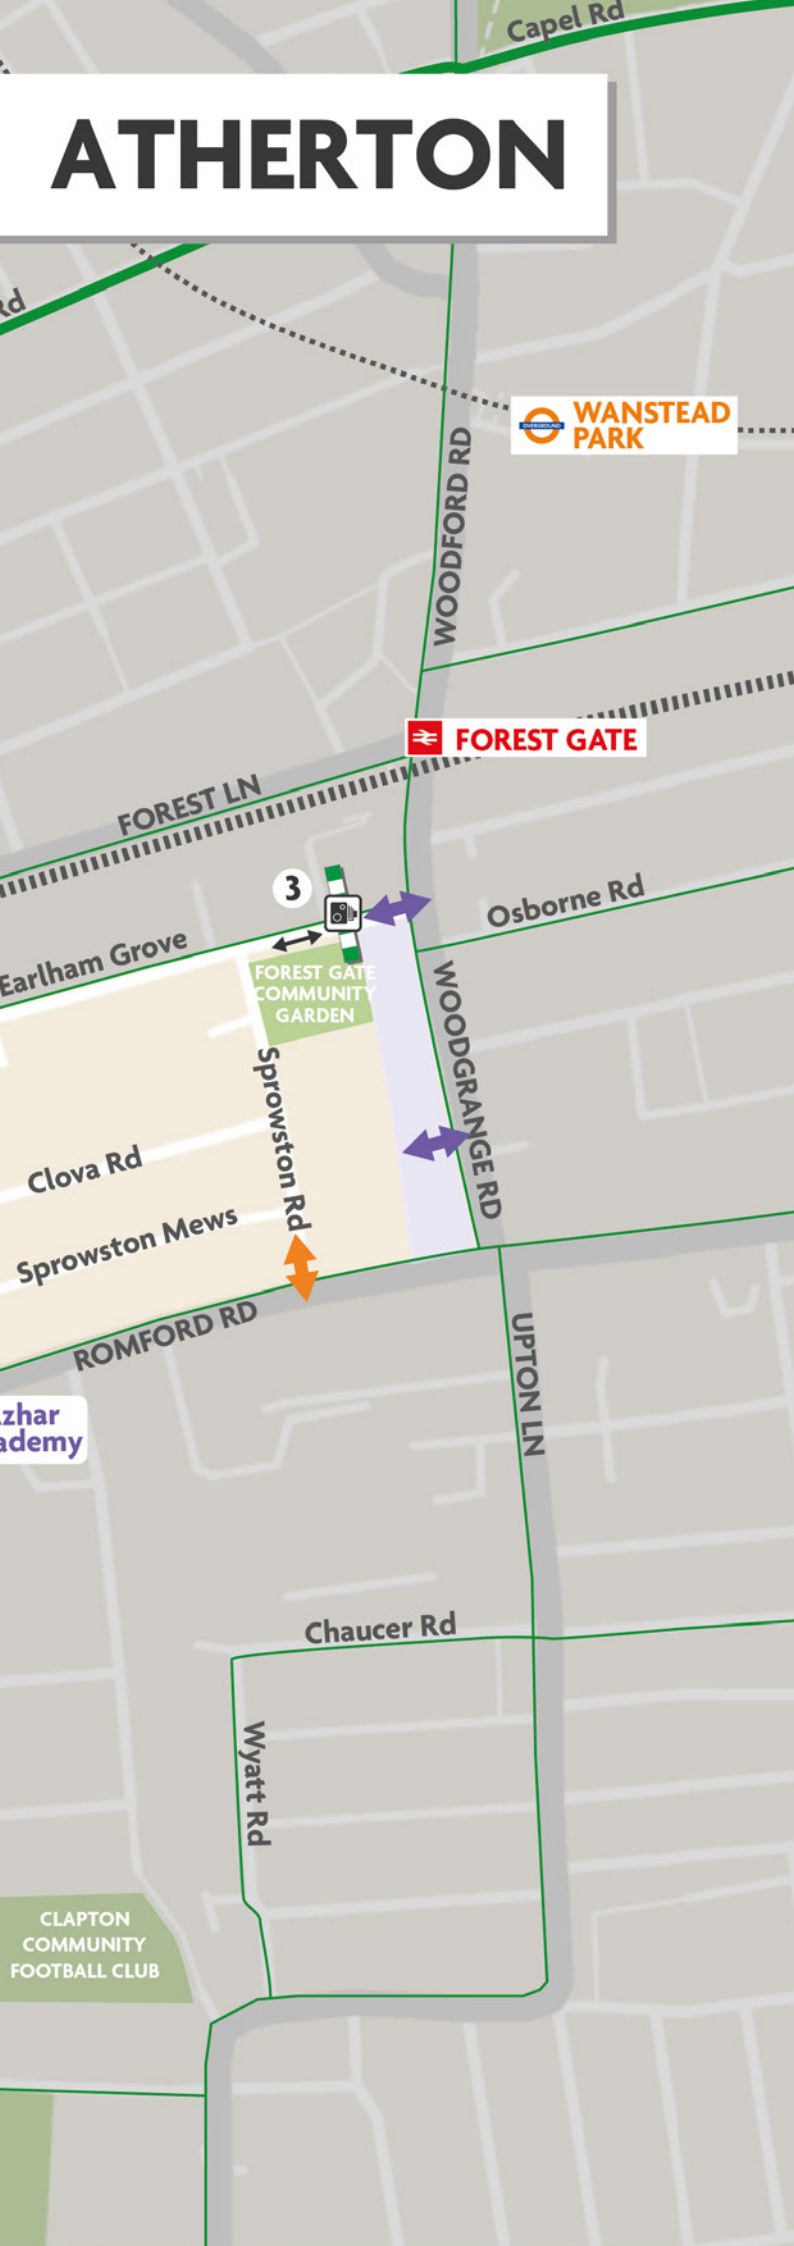 Capel Rd
ATHERTON
Rd
OVERGROUND
WANSTEAD
PARK
WOODFORD RD
FOREST GATE
FOREST LN
3
Osborne Rd
Earlham Grove
FOREST GATE
COMMUNITY
GARDEN
WOODGRANGE RD
Sprowston Rd
Clova Rd
Sprowston Mews
ROMFORD RD
UPTON LN
zhar
ademy
Chaucer Rd
Wyatt Rd
CLAPTON
COMMUNITY
FOOTBALL CLUB